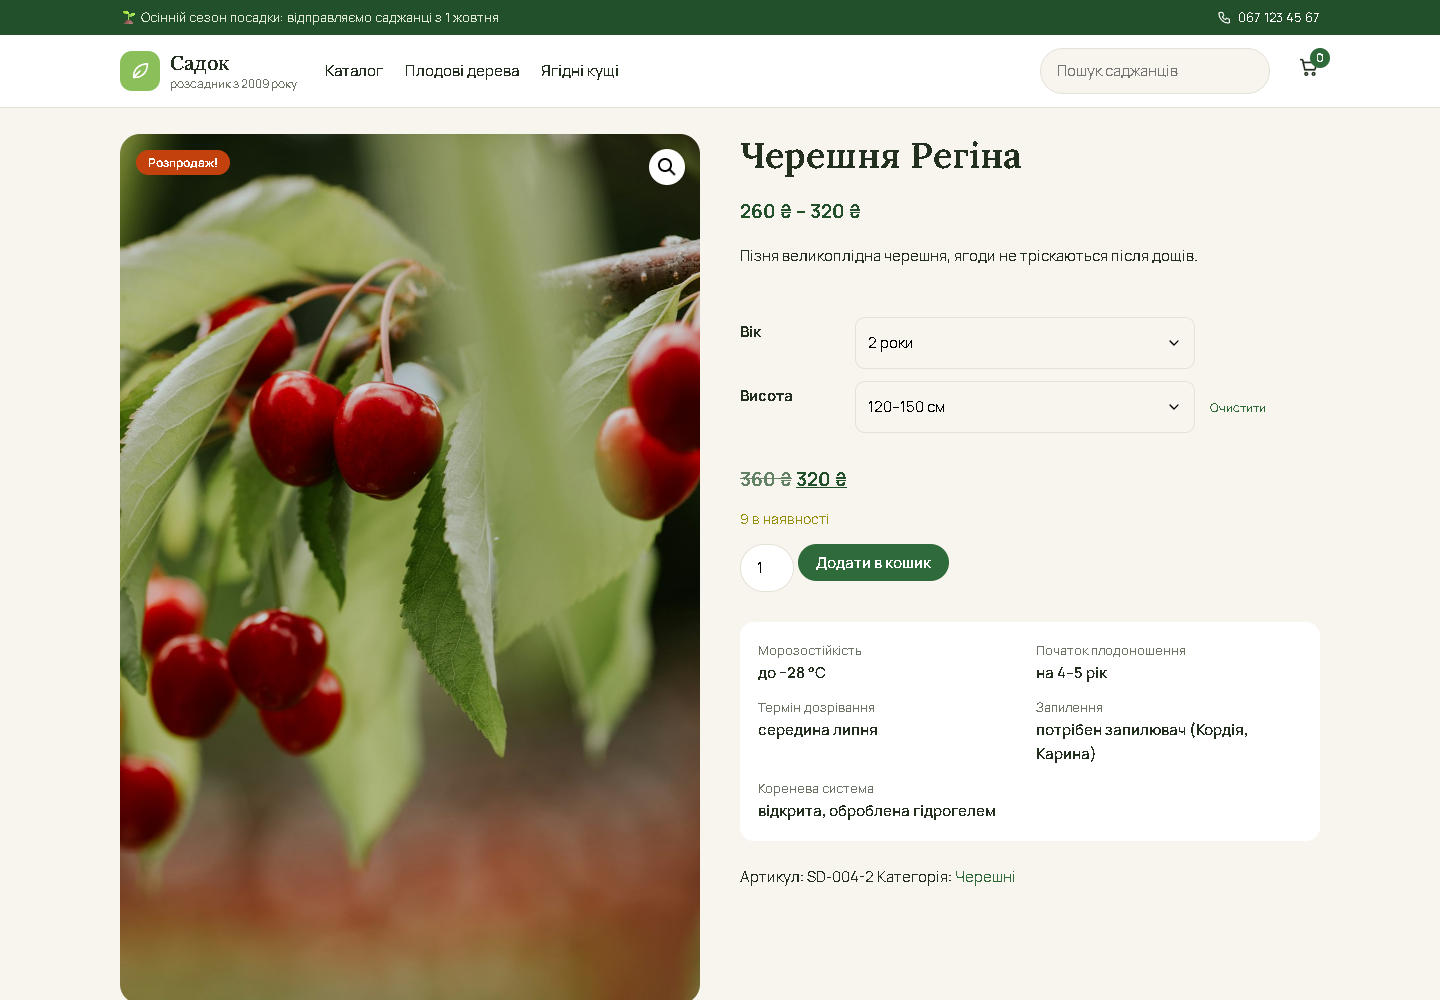 Осінній сезон посадки: відправляємо саджанці з 1 жовтня
067 123 45 67
Садок
розсадник з 2009 року
Каталог
Плодові дерева
Ягідні кущі
Пошук саджанців
0
Розпродаж!
Черешня Регіна
260 ₴ – 320 ₴
Пізня великоплідна черешня, ягоди не тріскаються після дощів.
Вік
2 роки
Висота
120–150 см
Очистити
360 ₴ 320 ₴
9 в наявності
1
Додати в кошик
Морозостійкість
до −28 °C
Початок плодоношення
на 4–5 рік
Термін дозрівання
середина липня
Запилення
потрібен запилювач (Кордія,
Карина)
Коренева система
відкрита, оброблена гідрогелем
Артикул: SD-004-2 Категорія: Черешні